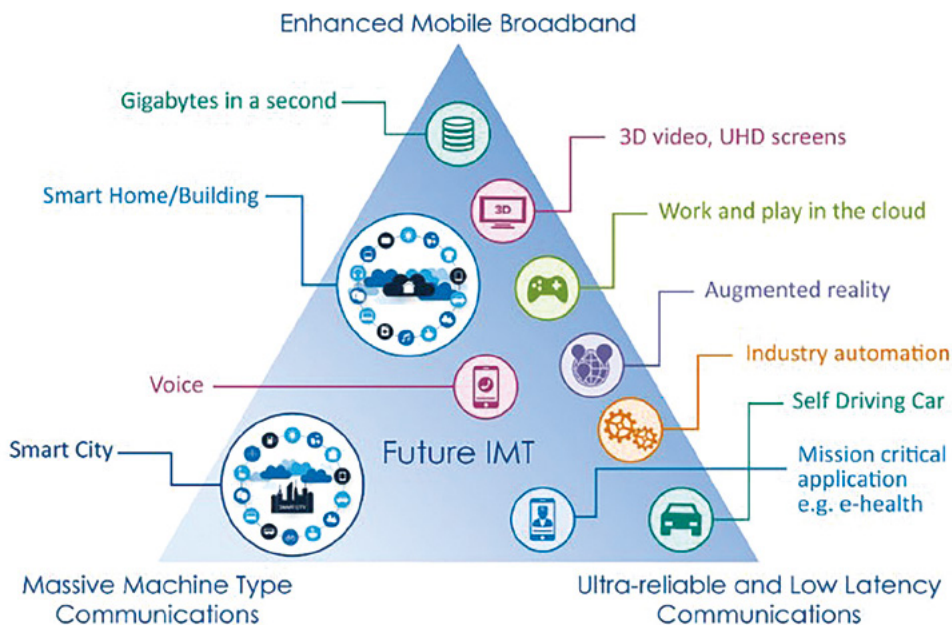 Enhanced Mobile Broadband
Gigabytes in a second
3D video, UHD screens
Smart Home/Building
3D
Work and play in the cloud
Augmented reality
Industry automation
Voice
Self Driving Car
Smart City
Future IMT
Mission critical
application
e.g. e-health
SMART CITY
Massive Machine Type
Communications
Ultra-reliable and Low Latency
Communications